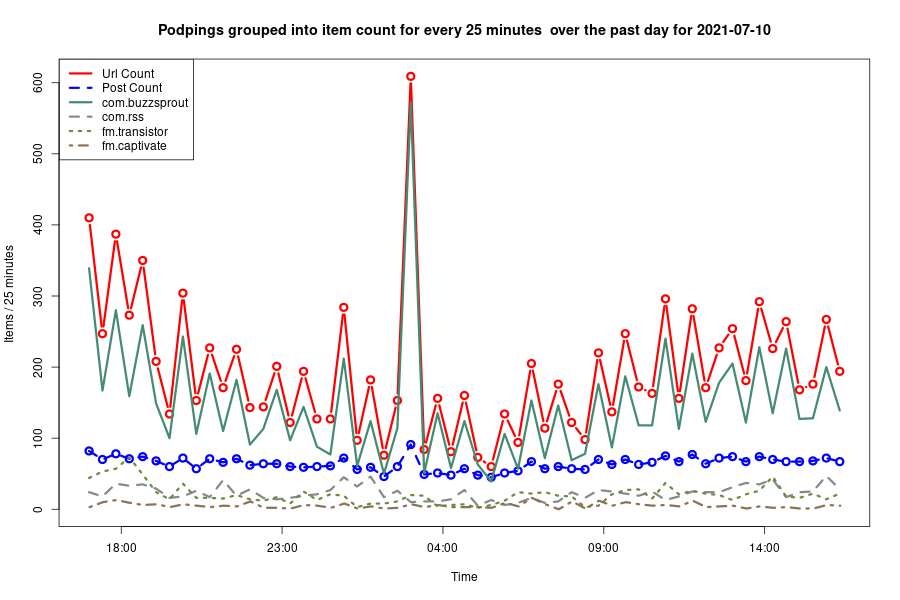 Podpings grouped into item count for every 25 minutes  over the past day for 2021-07-10
Url Count
Post Count
com.buzzsprout
com.rss
fm.transistor
fm.captivate
Items / 25 minutes
600
500
400
300
200
100
0
18:00 23:00 04:00 09:00 14:00
Time